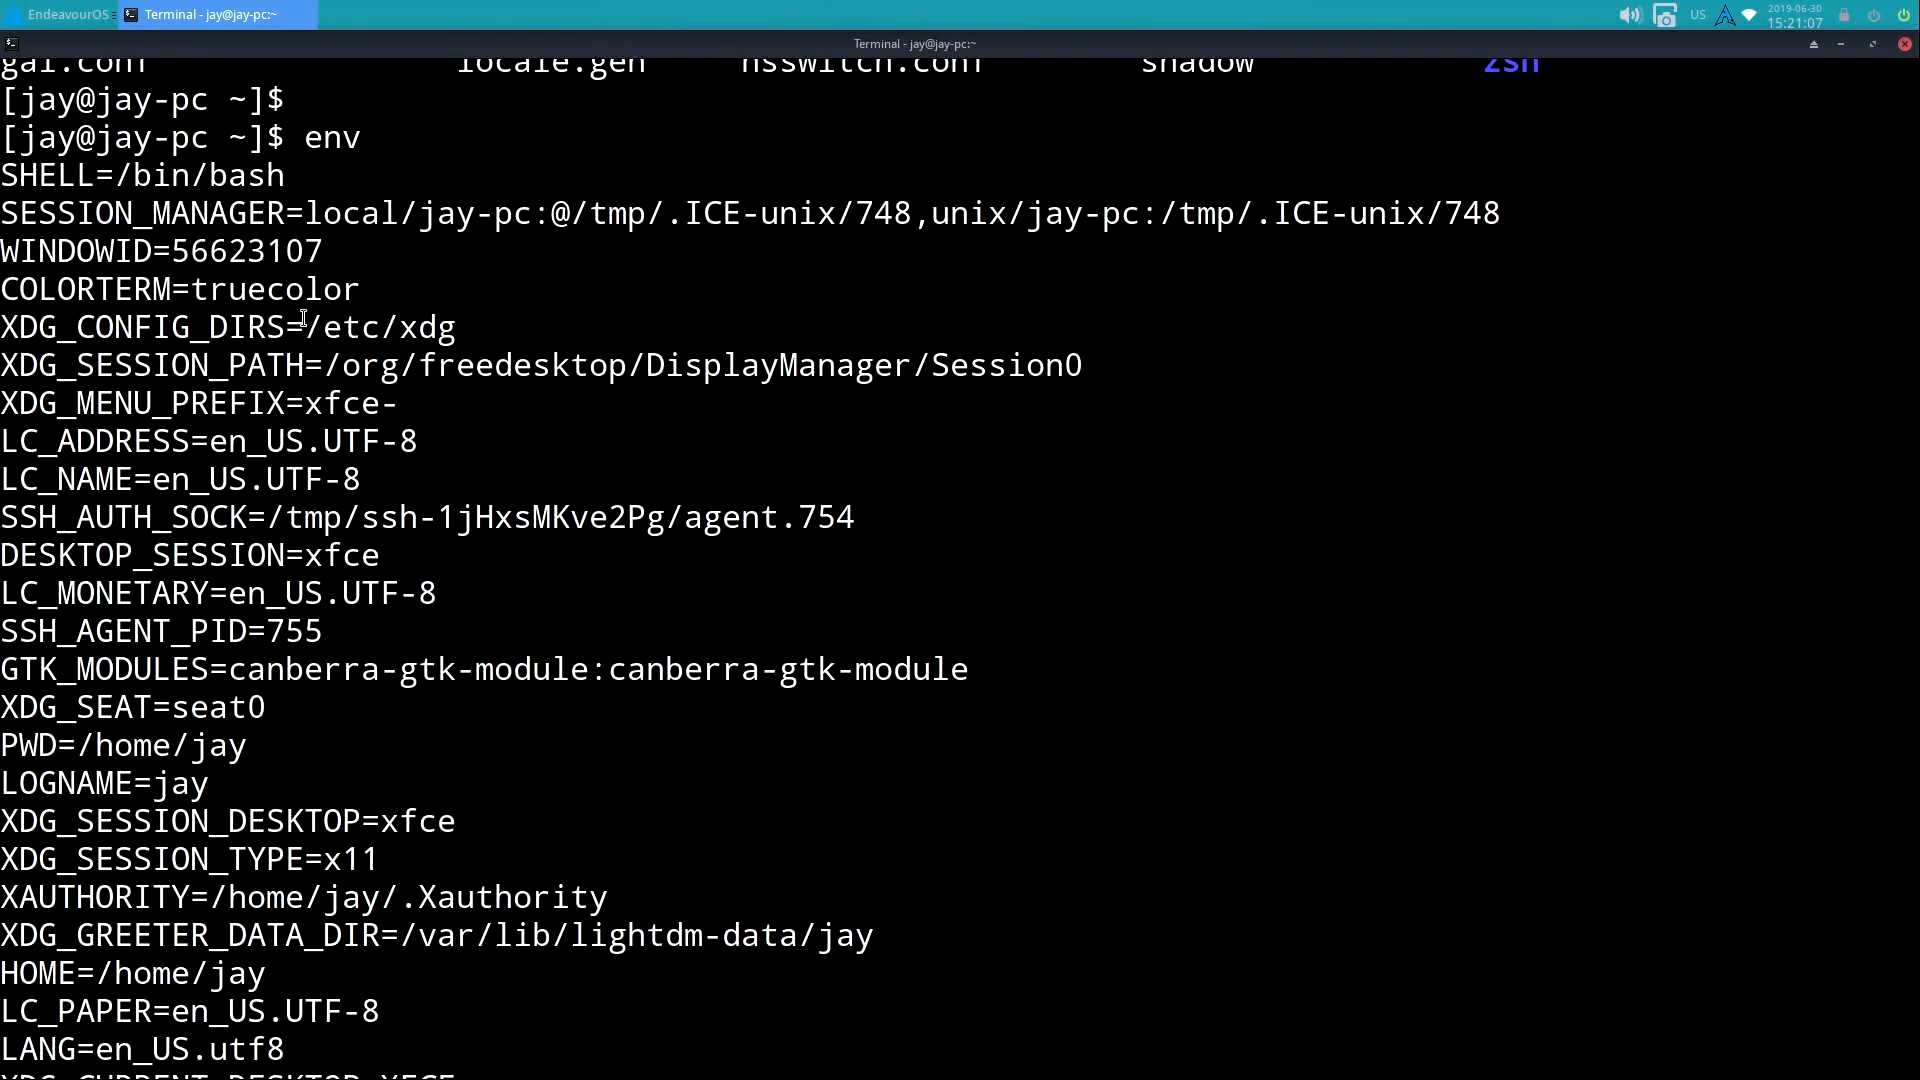 EndeavourOS
Terminal - jay@jay-pc:~
US
2019-06-30
15:21:07
Terminal - jay@jay-pc:~
gai.conf locale.gen nsswitch.conf shadow zsh
[jay@jay-pc ~]$
[jay@jay-pc ~]$ env
SHELL=/bin/bash
SESSION_MANAGER=local/jay-pc:@/tmp/.ICE-unix/748,unix/jay-pc:/tmp/.ICE-unix/748
WINDOWID=56623107
COLORTERM=truecolor
XDG_CONFIG_DIRS=/etc/xdg
XDG_SESSION_PATH=/org/freedesktop/DisplayManager/Session0
XDG_MENU_PREFIX=xfce-
LC_ADDRESS=en_US.UTF-8
LC_NAME=en_US.UTF-8
SSH_AUTH_SOCK=/tmp/ssh-1jHxsMKve2Pg/agent.754
DESKTOP_SESSION=xfce
LC_MONETARY=en_US.UTF-8
SSH_AGENT_PID=755
GTK_MODULES=canberra-gtk-module:canberra-gtk-module
XDG_SEAT=seat0
PWD=/home/jay
LOGNAME=jay
XDG_SESSION_DESKTOP=xfce
XDG_SESSION_TYPE=x11
XAUTHORITY=/home/jay/.Xauthority
XDG_GREETER_DATA_DIR=/var/lib/lightdm-data/jay
HOME=/home/jay
LC_PAPER=en_US.UTF-8
LANG=en_US.utf8
XDG_CURRENT_DESKTOP=XFCE